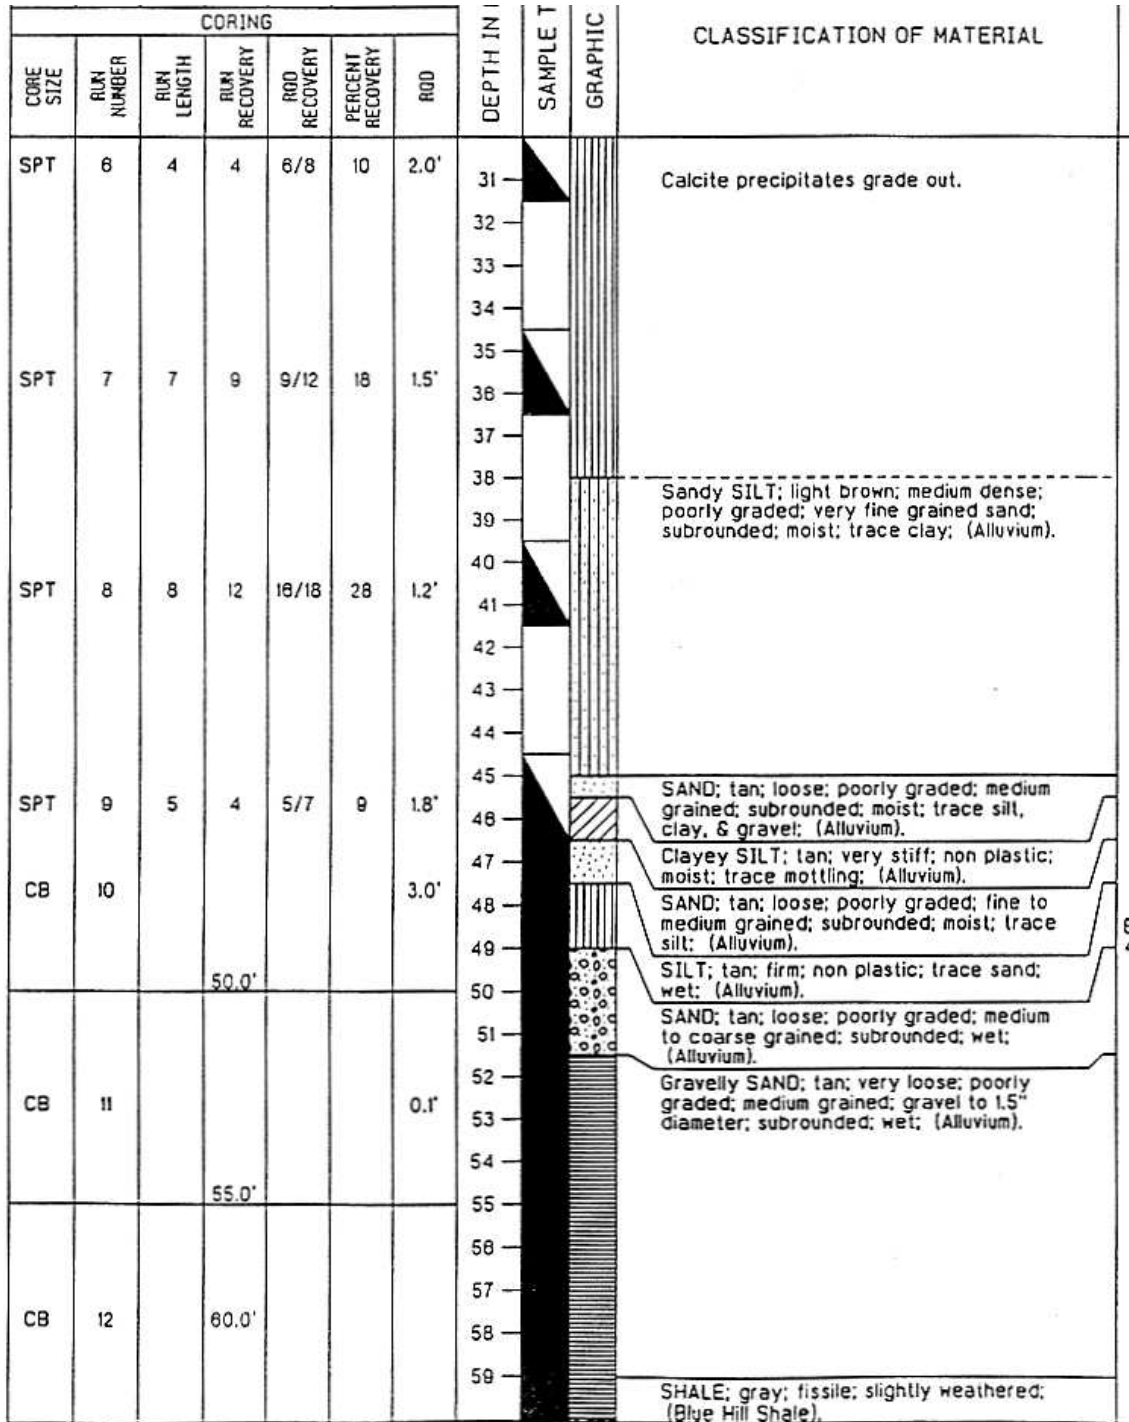 CORING
CORE SIZE
RUN NUMBER
RUN LENGTH
RUN RECOVERY
RQD RECOVERY
PERCENT RECOVERY
RQD
DEPTH IN
SAMPLE T
GRAPHIC
CLASSIFICATION OF MATERIAL
SPT 6 4 4 6/8 10 2.0'
31
Calcite precipitates grade out.
32
33
34
35
SPT 7 7 9 9/12 18 1.5'
36
37
38
Sandy SILT; light brown; medium dense;
poorly graded; very fine grained sand;
subrounded; moist; trace clay; (Alluvium).
39
40
SPT 8 8 12 16/18 28 1.2'
41
42
43
44
45
SAND; tan; loose; poorly graded; medium
grained; subrounded; moist; trace silt,
clay, & gravel; (Alluvium).
SPT 9 5 4 5/7 9 1.8'
46
47
Clayey SILT; tan; very stiff; non plastic;
moist; trace mottling; (Alluvium).
CB 10 3.0'
48
SAND; tan; loose; poorly graded; fine to
medium grained; subrounded; moist; trace
silt; (Alluvium).
49
SILT; tan; firm; non plastic; trace sand;
wet; (Alluvium).
50.0'
50
51
SAND; tan; loose; poorly graded; medium
to coarse grained; subrounded; wet;
(Alluvium).
52
Gravelly SAND; tan; very loose; poorly
graded; medium grained; gravel to 1.5"
diameter; subrounded; wet; (Alluvium).
CB 11 0.1'
53
54
55.0'
55
56
57
CB 12 60.0'
58
59
SHALE; gray; fissile; slightly weathered;
(Blue Hill Shale).